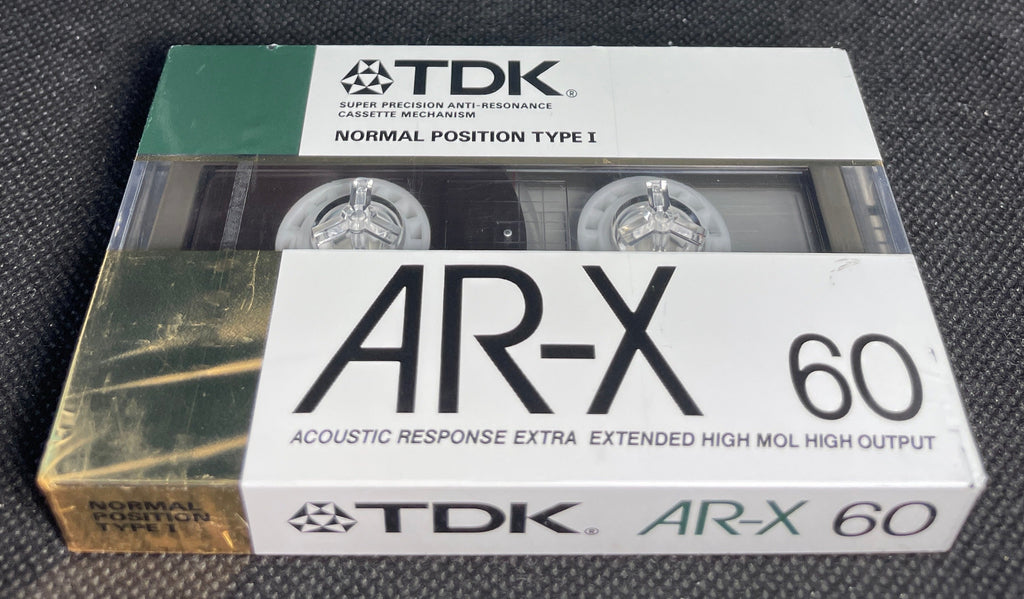 TDK®
SUPER PRECISION ANTI-RESONANCE
CASSETTE MECHANISM
NORMAL POSITION TYPE I
AR-X 60
ACOUSTIC RESPONSE EXTRA EXTENDED HIGH MOL HIGH OUTPUT
NORMAL
POSITION
TYPE I
TDK® AR-X 60